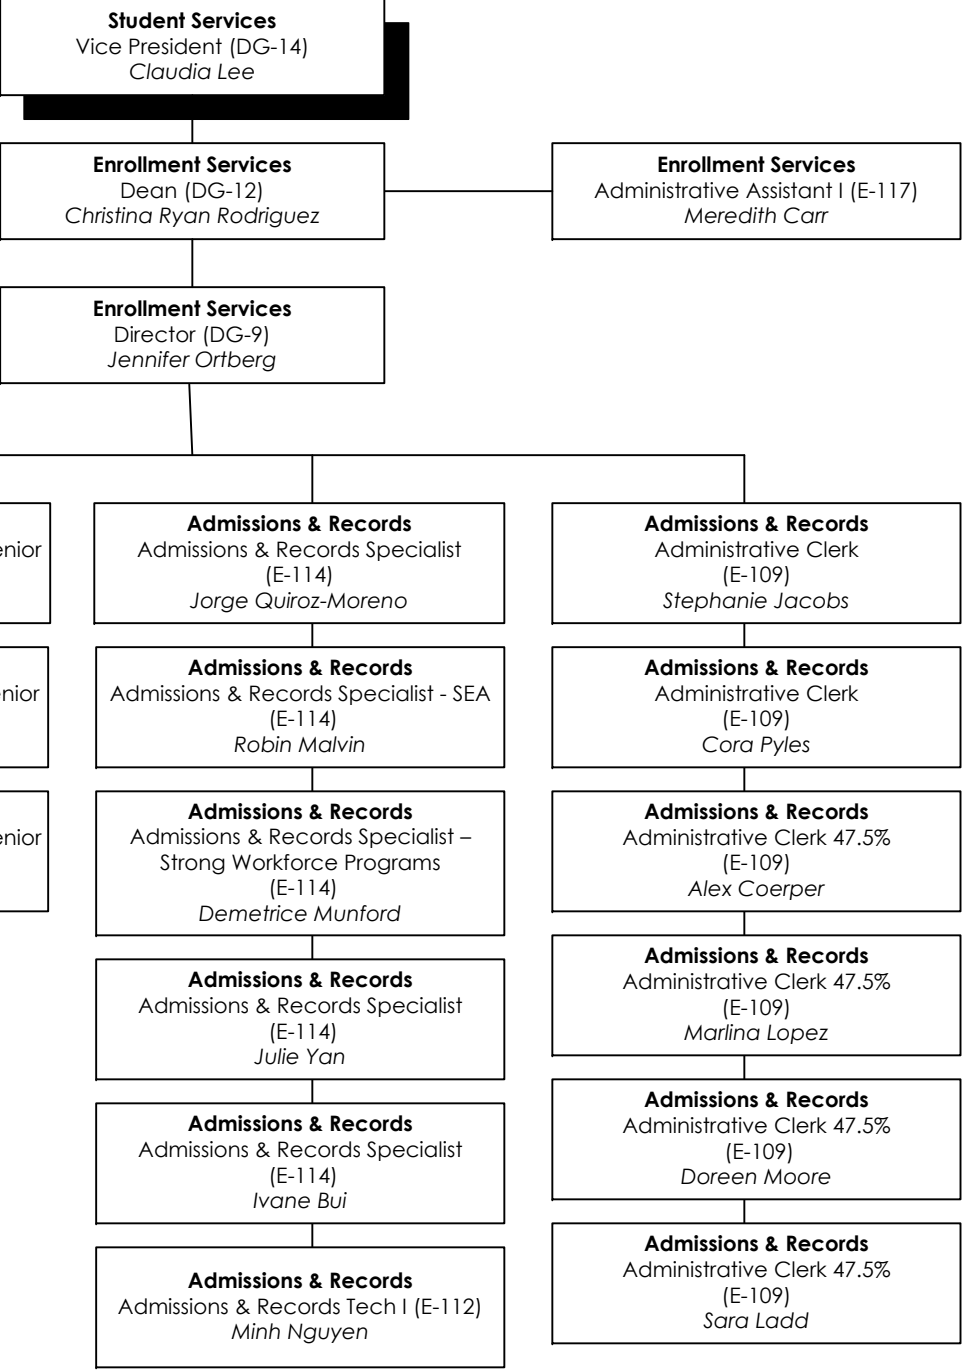 Student Services
Vice President (DG-14)
Claudia Lee
Enrollment Services
Dean (DG-12)
Christina Ryan Rodriguez
Enrollment Services
Administrative Assistant I (E-117)
Meredith Carr
Enrollment Services
Director (DG-9)
Jennifer Ortberg
Admissions & Records
Admissions & Records Specialist
(E-114)
Jorge Quiroz-Moreno
Admissions & Records
Admissions & Records Specialist - SEA
(E-114)
Robin Malvin
Admissions & Records
Admissions & Records Specialist –
Strong Workforce Programs
(E-114)
Demetrice Munford
Admissions & Records
Admissions & Records Specialist
(E-114)
Julie Yan
Admissions & Records
Admissions & Records Specialist
(E-114)
Ivane Bui
Admissions & Records
Admissions & Records Tech I (E-112)
Minh Nguyen
Admissions & Records
Administrative Clerk
(E-109)
Stephanie Jacobs
Admissions & Records
Administrative Clerk
(E-109)
Cora Pyles
Admissions & Records
Administrative Clerk 47.5%
(E-109)
Alex Coerper
Admissions & Records
Administrative Clerk 47.5%
(E-109)
Marlina Lopez
Admissions & Records
Administrative Clerk 47.5%
(E-109)
Doreen Moore
Admissions & Records
Administrative Clerk 47.5%
(E-109)
Sara Ladd